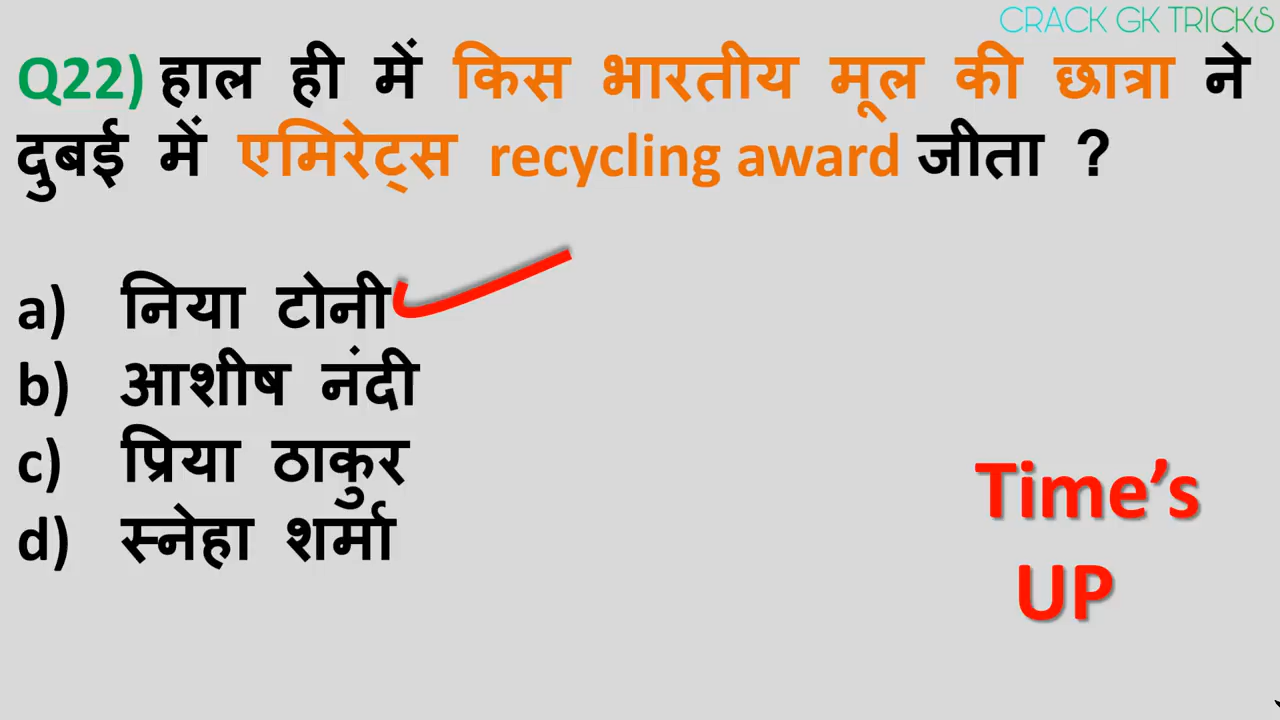 CRACK GK TRICKS
Q22) हाल ही में किस भारतीय मूल की छात्रा ने
दुबई में एमिरेट्स recycling award जीता ?
a) निया टोनी
b) आशीष नंदी
c) प्रिया ठाकुर
d) स्नेहा शर्मा
Time's
UP